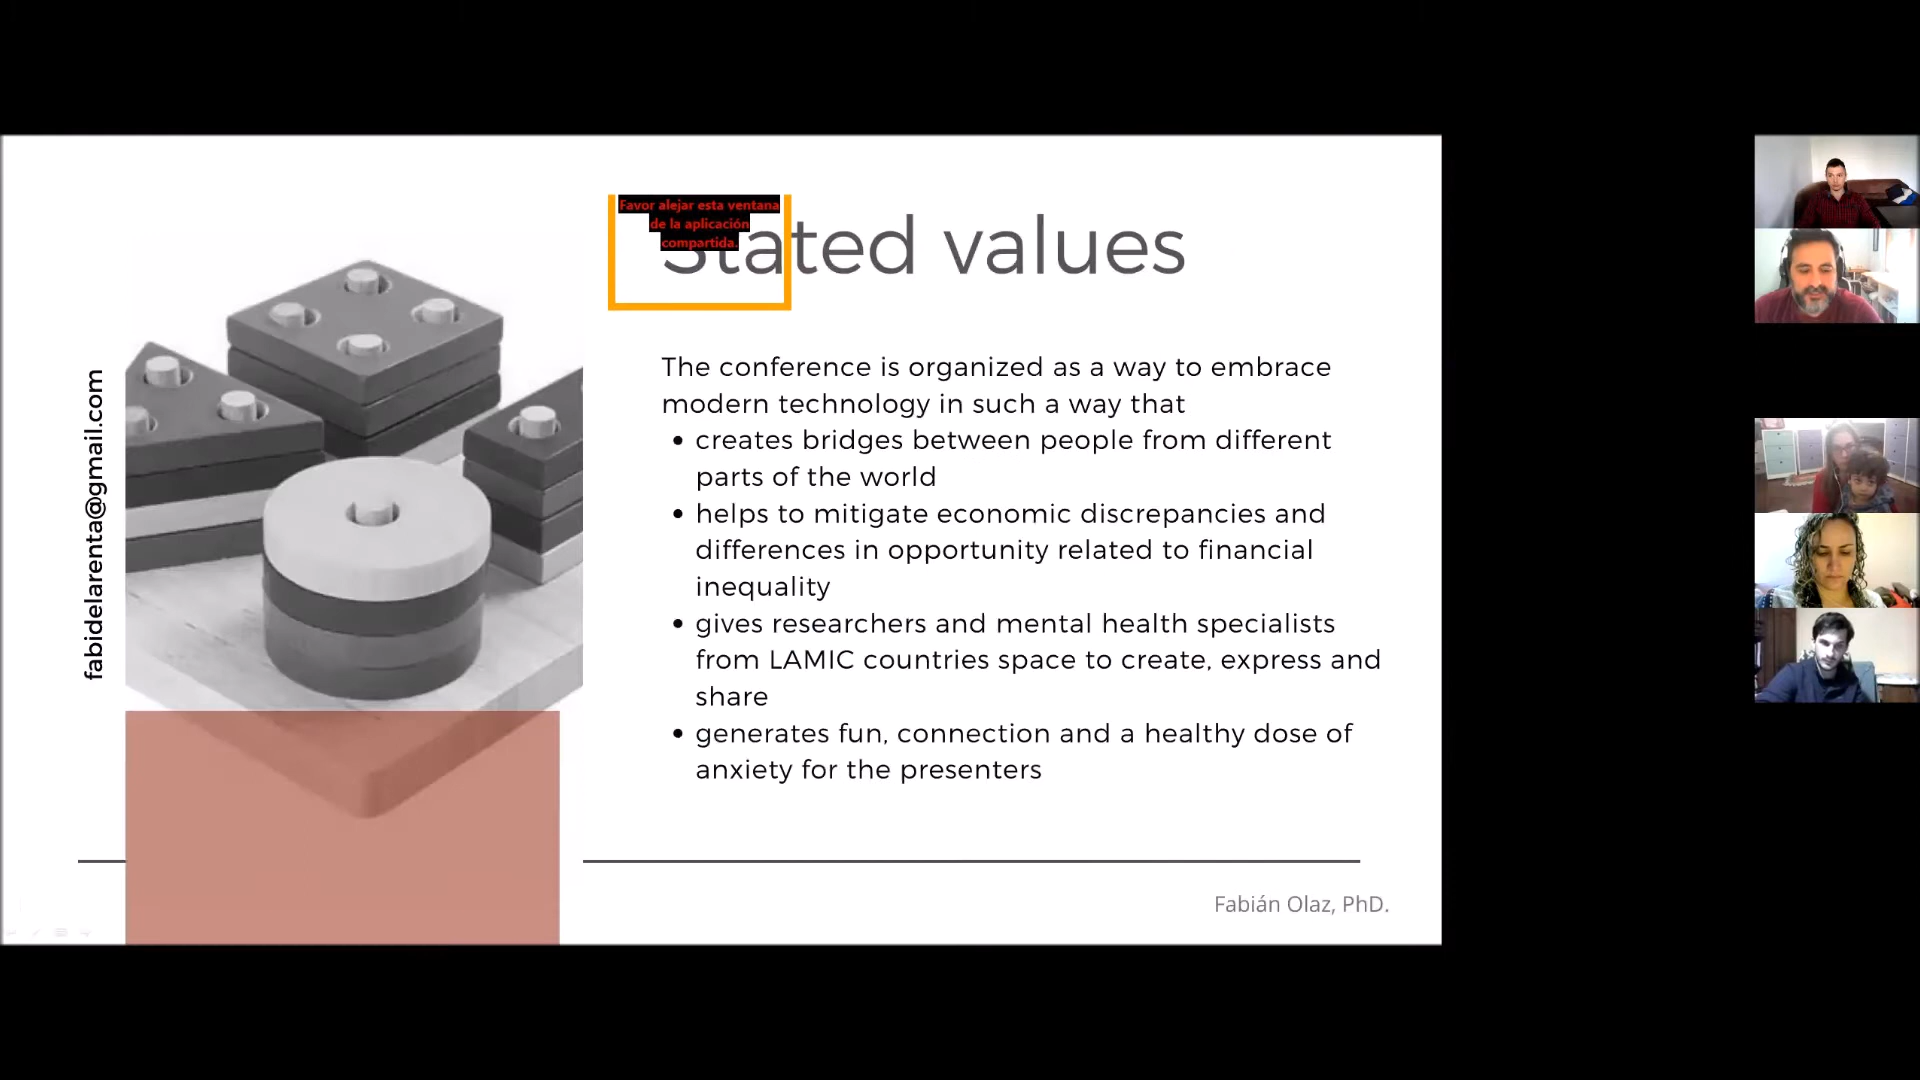 Favor alejar esta ventana
de la aplicación
compartida.
Stated values
fabidelarenta@gmail.com
The conference is organized as a way to embrace
modern technology in such a way that
• creates bridges between people from different
parts of the world
• helps to mitigate economic discrepancies and
differences in opportunity related to financial
inequality
• gives researchers and mental health specialists
from LAMIC countries space to create, express and
share
• generates fun, connection and a healthy dose of
anxiety for the presenters
Fabián Olaz, PhD.